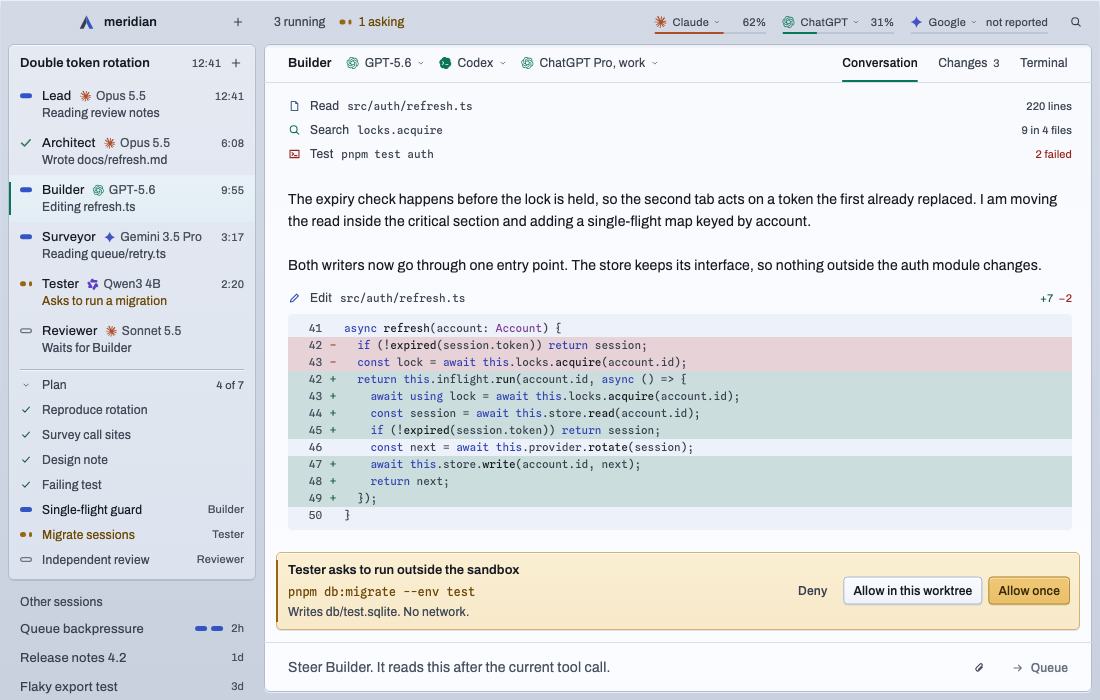 meridian +
3 running 1 asking
Claude 62% ChatGPT 31% Google not reported
Double token rotation 12:41 +
Lead Opus 5.5 12:41
Reading review notes
Architect Opus 5.5 6:08
Wrote docs/refresh.md
Builder GPT-5.6 9:55
Editing refresh.ts
Surveyor Gemini 3.5 Pro 3:17
Reading queue/retry.ts
Tester Qwen3 4B 2:20
Asks to run a migration
Reviewer Sonnet 5.5
Waits for Builder
Plan 4 of 7
Reproduce rotation
Survey call sites
Design note
Failing test
Single-flight guard Builder
Migrate sessions Tester
Independent review Reviewer
Other sessions
Queue backpressure 2h
Release notes 4.2 1d
Flaky export test 3d
Builder GPT-5.6 Codex ChatGPT Pro, work
Conversation Changes 3 Terminal
Read src/auth/refresh.ts 220 lines
Search locks.acquire 9 in 4 files
Test pnpm test auth 2 failed
The expiry check happens before the lock is held, so the second tab acts on a token the first already replaced. I am moving
the read inside the critical section and adding a single-flight map keyed by account.
Both writers now go through one entry point. The store keeps its interface, so nothing outside the auth module changes.
Edit src/auth/refresh.ts +7 −2
41 async refresh(account: Account) {
42 − if (!expired(session.token)) return session;
43 − const lock = await this.locks.acquire(account.id);
42 + return this.inflight.run(account.id, async () => {
43 + await using lock = await this.locks.acquire(account.id);
44 + const session = await this.store.read(account.id);
45 + if (!expired(session.token)) return session;
46 const next = await this.provider.rotate(session);
47 + await this.store.write(account.id, next);
48 + return next;
49 + });
50 }
Tester asks to run outside the sandbox
pnpm db:migrate --env test
Writes db/test.sqlite. No network.
Deny Allow in this worktree Allow once
Steer Builder. It reads this after the current tool call.
→ Queue